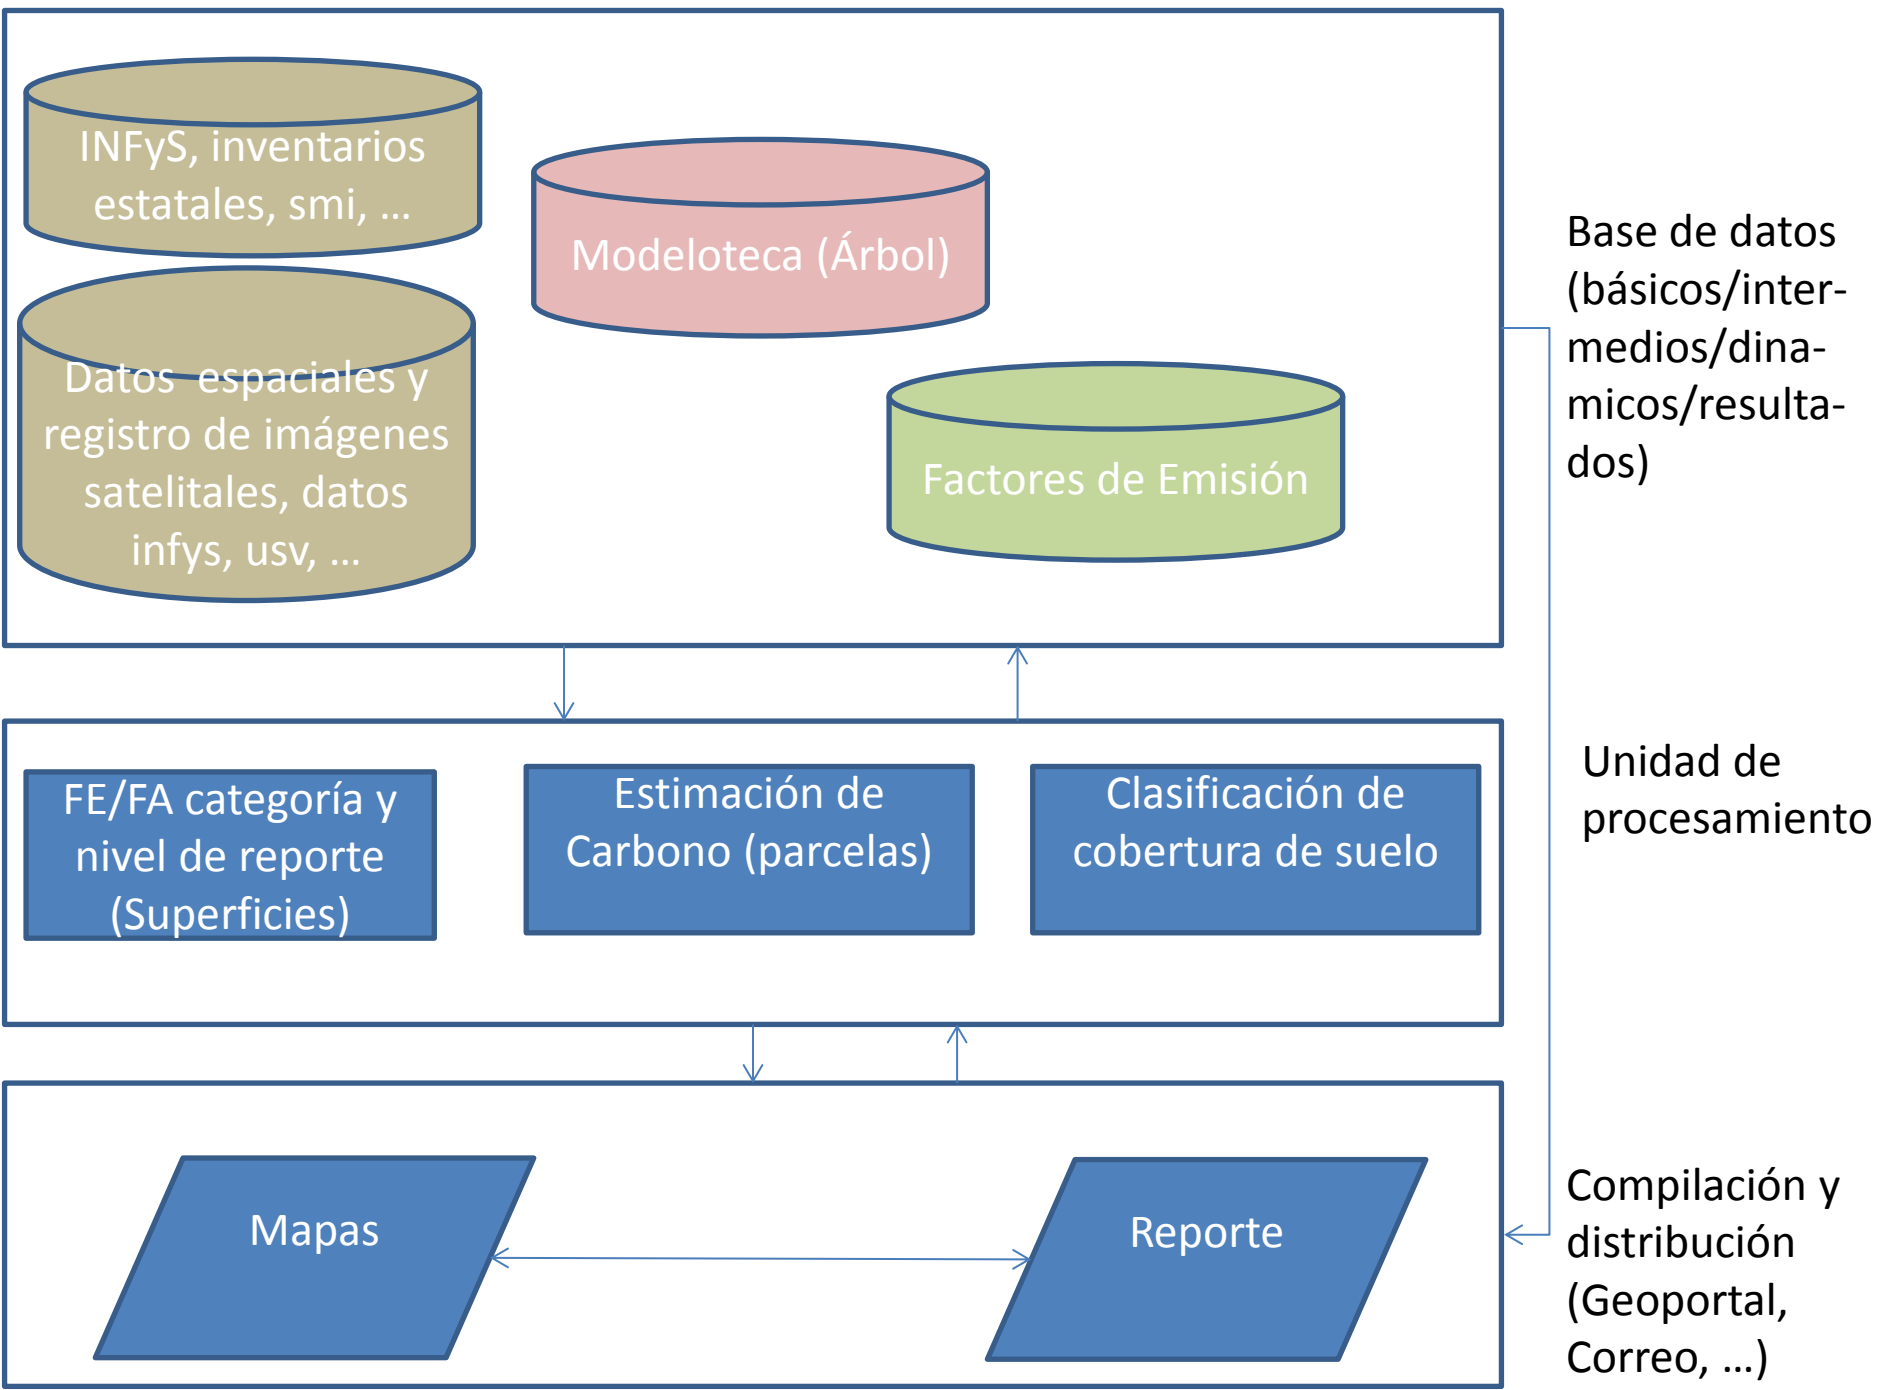 INFyS, inventarios
estatales, smi, ...
Modeloteca (Árbol)
Datos  espaciales y
registro de imágenes
satelitales, datos
infys, usv, ...
Factores de Emisión
Base de datos
(básicos/inter-
medios/dina-
micos/resulta-
dos)
FE/FA categoría y
nivel de reporte
(Superficies)
Estimación de
Carbono (parcelas)
Clasificación de
cobertura de suelo
Unidad de
procesamiento
Mapas
Reporte
Compilación y
distribución
(Geoportal,
Correo, ...)